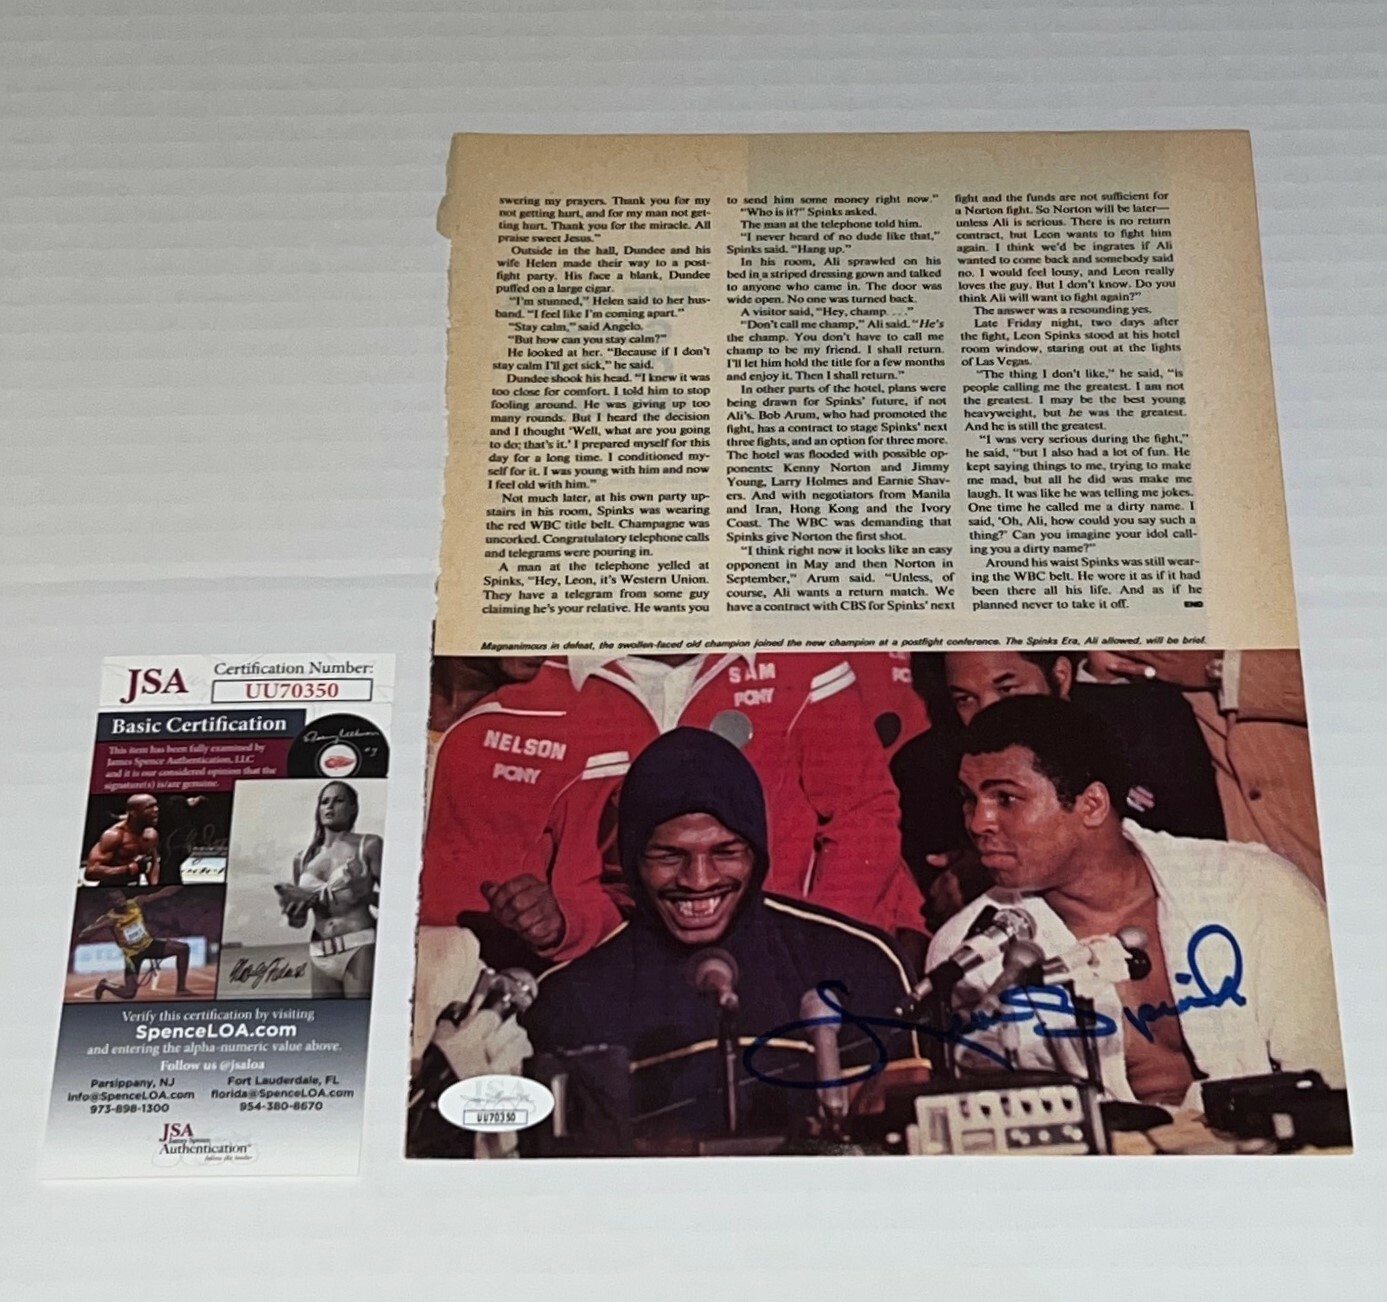 swering my prayers. Thank you for my
not getting hurt, and for my man not get-
ting hurt. Thank you for the miracle. All
praise sweet Jesus."
Outside in the hall, Dundee and his
wife Helen made their way to a post-
fight party. His face a blank, Dundee
puffed on a large cigar.
"I'm stunned," Helen said to her hus-
band. "I feel like I'm coming apart."
"Stay calm," said Angelo.
"But how can you stay calm?"
He looked at her. "Because if I don't
stay calm I'll get sick," he said.
Dundee shook his head. "I knew it was
too close for comfort. I told him to stop
fooling around. He was giving up too
many rounds. But I heard the decision
and I thought 'Well, what are you going
to do; that's it.' I prepared myself for this
day for a long time. I conditioned my-
self for it. I was young with him and now
I feel old with him."
Not much later, at his own party up-
stairs in his room, Spinks was wearing
the red WBC title belt. Champagne was
uncorked. Congratulatory telephone calls
and telegrams were pouring in.
A man at the telephone yelled at
Spinks, "Hey, Leon, it's Western Union.
They have a telegram from some guy
claiming he's your relative. He wants you
to send him some money right now."
"Who is it?" Spinks asked.
The man at the telephone told him.
"I never heard of no dude like that,"
Spinks said. "Hang up."
In his room, Ali sprawled on his
bed in a striped dressing gown and talked
to anyone who came in. The door was
wide open. No one was turned back.
A visitor said, "Hey, champ. . . ."
"Don't call me champ," Ali said. "He's
the champ. You don't have to call me
champ to be my friend. I shall return.
I'll let him hold the title for a few months
and enjoy it. Then I shall return."
In other parts of the hotel, plans were
being drawn for Spinks' future, if not
Ali's. Bob Arum, who had promoted the
fight, has a contract to stage Spinks' next
three fights, and an option for three more.
The hotel was flooded with possible op-
ponents: Kenny Norton and Jimmy
Young, Larry Holmes and Earnie Shav-
ers. And with negotiators from Manila
and Iran, Hong Kong and the Ivory
Coast. The WBC was demanding that
Spinks give Norton the first shot.
"I think right now it looks like an easy
opponent in May and then Norton in
September," Arum said. "Unless, of
course, Ali wants a return match. We
have a contract with CBS for Spinks' next
fight and the funds are not sufficient for
a Norton fight. So Norton will be later—
unless Ali is serious. There is no return
contract, but Leon wants to fight him
again. I think we'd be ingrates if Ali
wanted to come back and somebody said
no. I would feel lousy, and Leon really
loves the guy. But I don't know. Do you
think Ali will want to fight again?"
The answer was a resounding yes.
Late Friday night, two days after
the fight, Leon Spinks stood at his hotel
room window, staring out at the lights
of Las Vegas.
"The thing I don't like," he said, "is
people calling me the greatest. I am not
the greatest. I may be the best young
heavyweight, but he was the greatest.
And he is still the greatest.
"I was very serious during the fight,"
he said, "but I also had a lot of fun. He
kept saying things to me, trying to make
me mad, but all he did was make me
laugh. It was like he was telling me jokes.
One time he called me a dirty name. I
said, 'Oh, Ali, how could you say such a
thing?' Can you imagine your idol call-
ing you a dirty name?"
Around his waist Spinks was still wear-
ing the WBC belt. He wore it as if it had
been there all his life. And as if he
planned never to take it off. END
Magnanimous in defeat, the swollen-faced old champion joined the new champion at a postfight conference. The Spinks Era, Ali allowed, will be brief.
SAM
PONY
PO
NELSON
PONY
Leon Spinks
JSA
UU70350
JSA
Certification Number:
UU70350
Basic Certification
This item has been fully examined by
James Spence Authentication, LLC
and it is our considered opinion that the
signature(s) is/are genuine.
Verify this certification by visiting
SpenceLOA.com
and entering the alpha-numeric value above.
Follow us @jsaloa
Parsippany, NJ
info@SpenceLOA.com
973-898-1300
Fort Lauderdale, FL
florida@SpenceLOA.com
954-380-8670
JSA
James Spence
Authentication